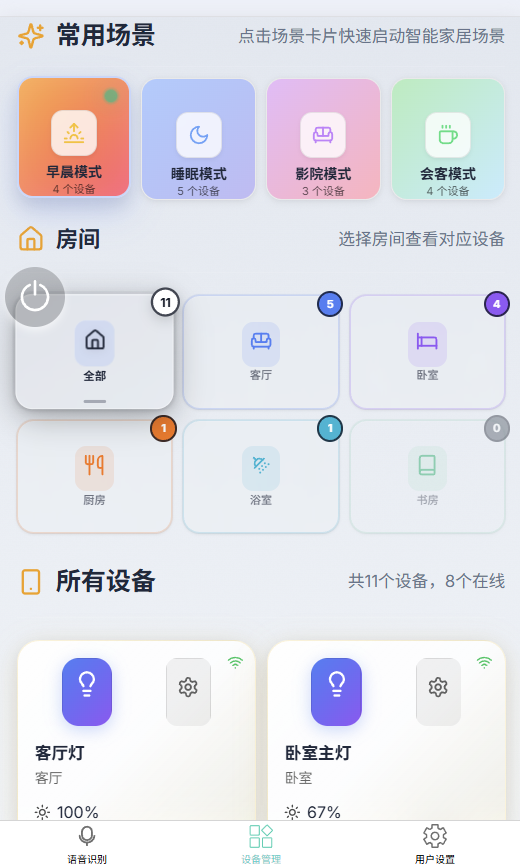 常用场景
点击场景卡片快速启动智能家居场景
早晨模式
4 个设备
睡眠模式
5 个设备
影院模式
3 个设备
会客模式
4 个设备
房间
选择房间查看对应设备
11
全部
5
客厅
4
卧室
1
厨房
1
浴室
0
书房
所有设备
共11个设备，8个在线
客厅灯
客厅
100%
卧室主灯
卧室
67%
语音识别
设备管理
用户设置